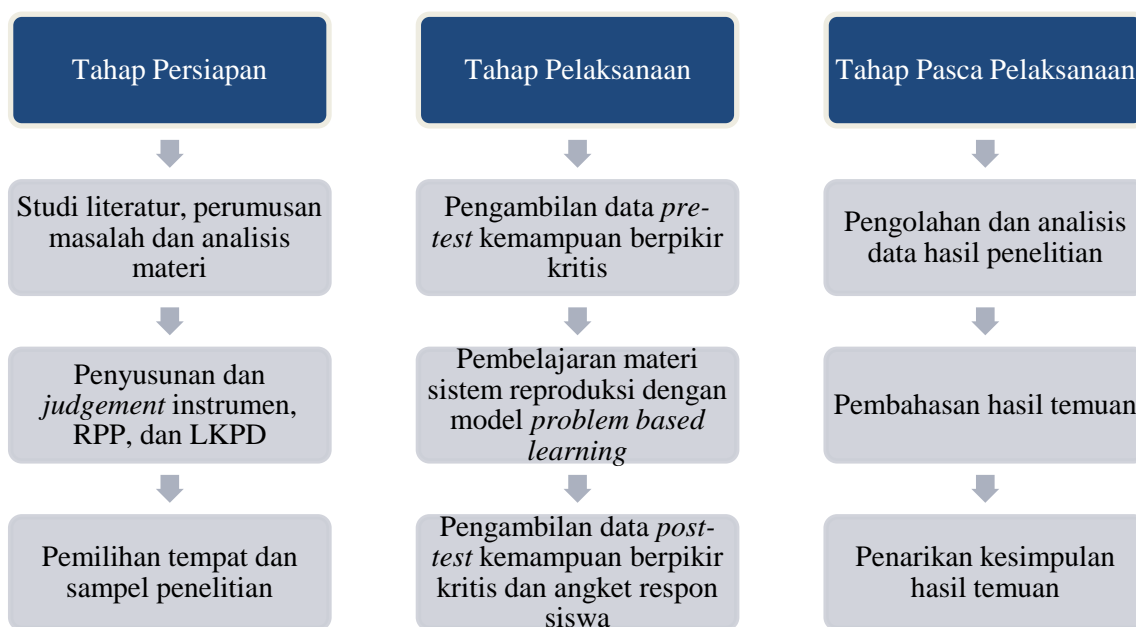 Tahap Persiapan
Studi literatur, perumusan
masalah dan analisis
materi
Penyusunan dan
judgement instrumen,
RPP, dan LKPD
Pemilihan tempat dan
sampel penelitian
Tahap Pelaksanaan
Pengambilan data pre-
test kemampuan berpikir
kritis
Pembelajaran materi
sistem reproduksi dengan
model problem based
learning
Pengambilan data post-
test kemampuan berpikir
kritis dan angket respon
siswa
Tahap Pasca Pelaksanaan
Pengolahan dan analisis
data hasil penelitian
Pembahasan hasil temuan
Penarikan kesimpulan
hasil temuan